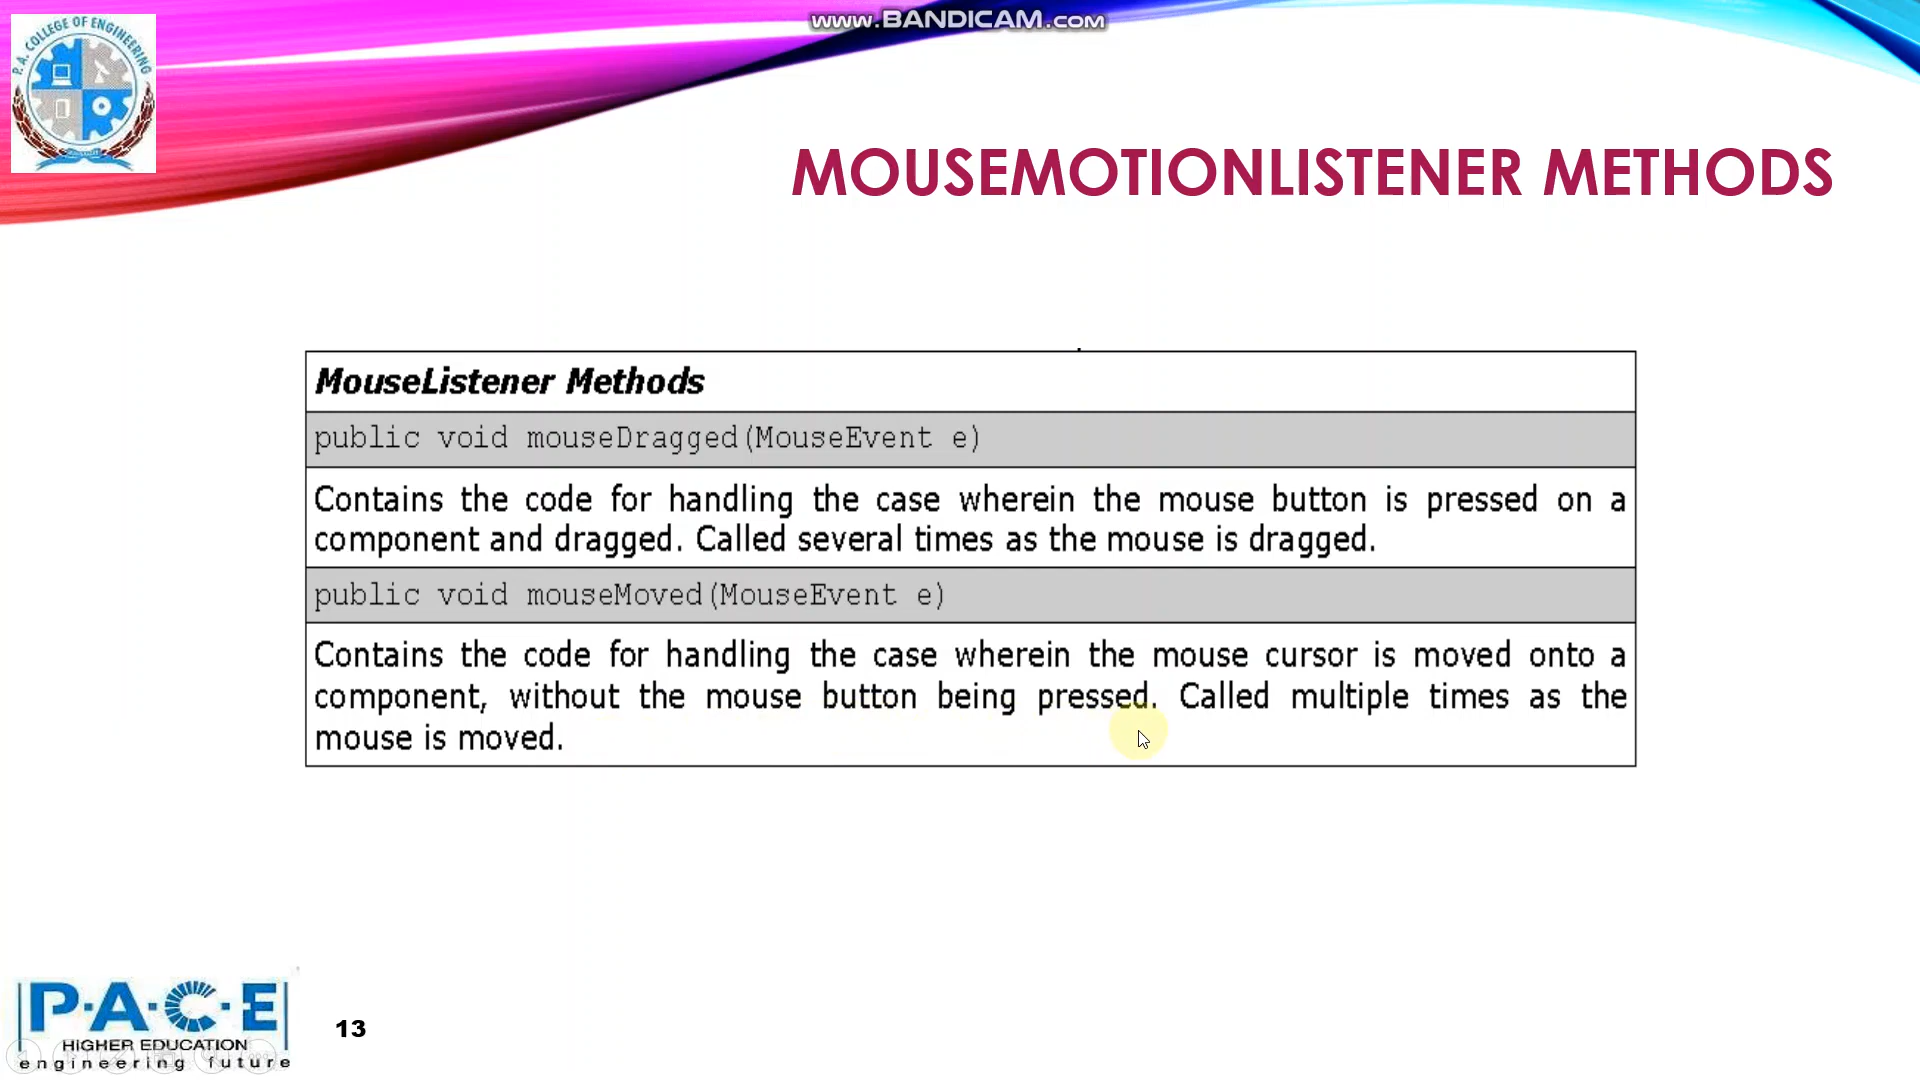 www.BANDICAM.com
P.A. COLLEGE OF ENGINEERING
MOUSEMOTIONLISTENER METHODS
MouseListener Methods
public void mouseDragged(MouseEvent e)
Contains the code for handling the case wherein the mouse button is pressed on a
component and dragged. Called several times as the mouse is dragged.
public void mouseMoved(MouseEvent e)
Contains the code for handling the case wherein the mouse cursor is moved onto a
component, without the mouse button being pressed. Called multiple times as the
mouse is moved.
P·A·C·E
HIGHER EDUCATION
engineering future
13